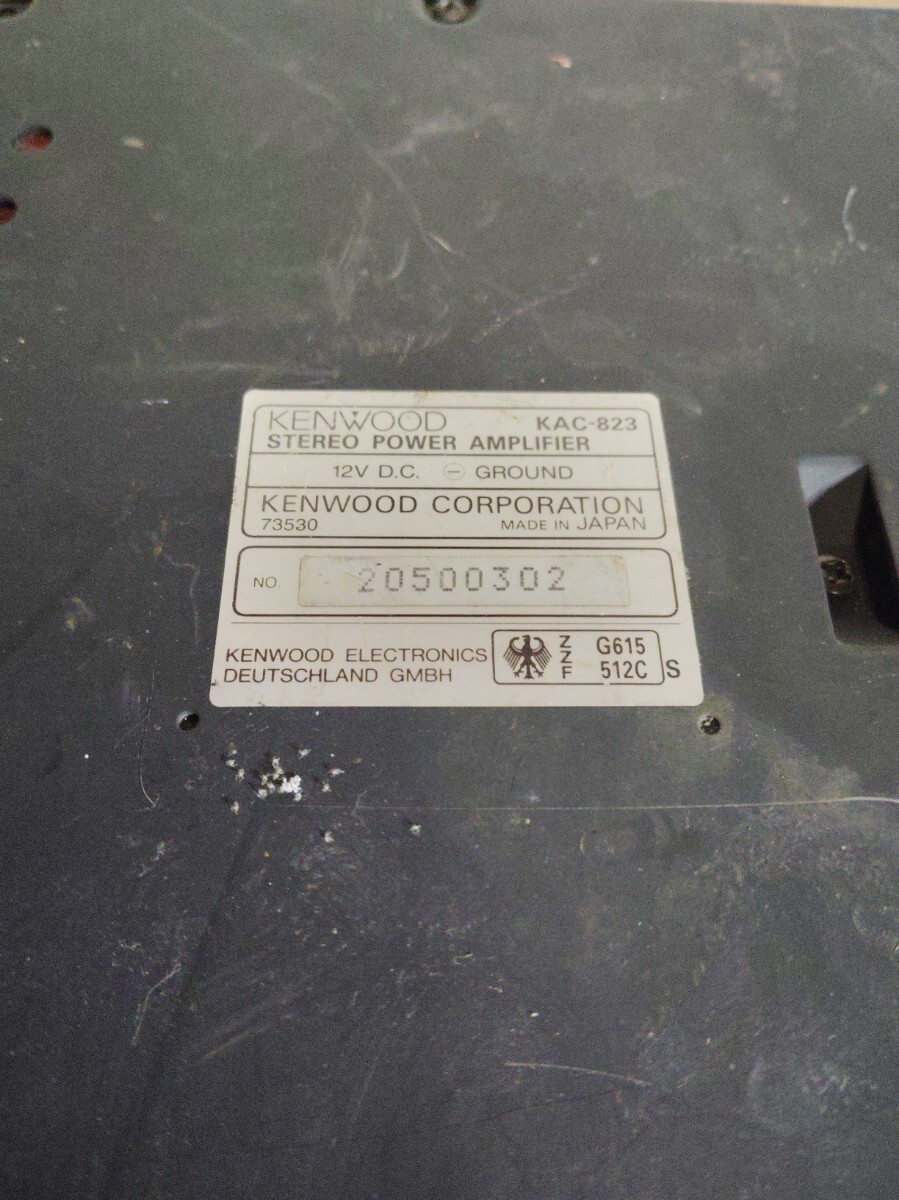 KENWOOD KAC-823
STEREO POWER AMPLIFIER
12V D.C. ⊖ GROUND
KENWOOD CORPORATION
73530 MADE IN JAPAN
NO. 20500302
KENWOOD ELECTRONICS
DEUTSCHLAND GMBH
ZZF G615
512C S